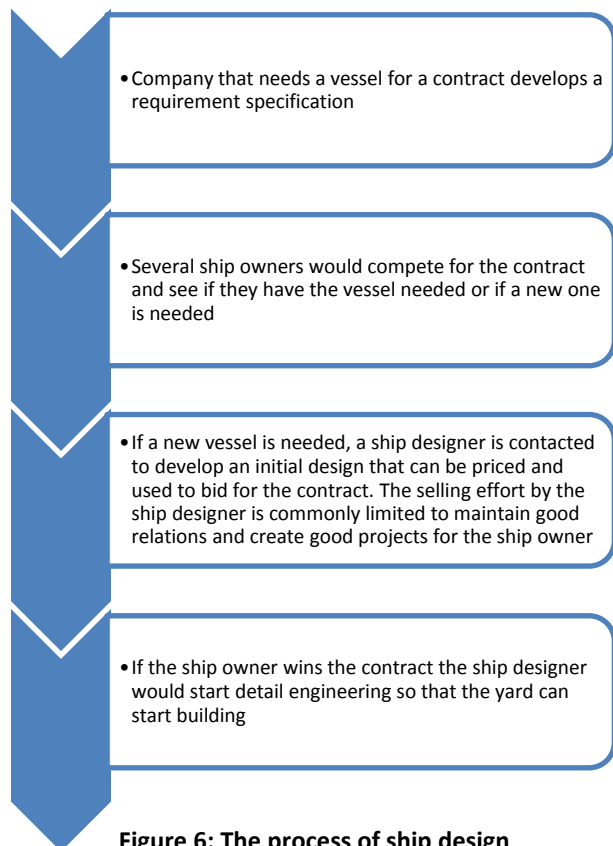 •Company that needs a vessel for a contract develops a
requirement specification
•Several ship owners would compete for the contract
and see if they have the vessel needed or if a new one
is needed
•If a new vessel is needed, a ship designer is contacted
to develop an initial design that can be priced and
used to bid for the contract. The selling effort by the
ship designer is commonly limited to maintain good
relations and create good projects for the ship owner
•If the ship owner wins the contract the ship designer
would start detail engineering so that the yard can
start building
Figure 6: The process of ship design